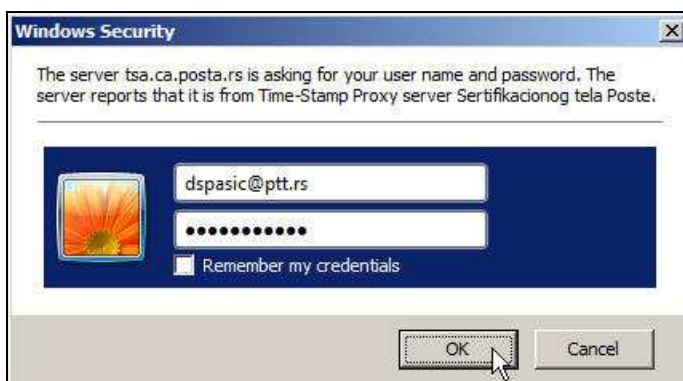 Windows Security
The server tsa.ca.posta.rs is asking for your user name and password. The
server reports that it is from Time-Stamp Proxy server Sertifikacionog tela Poste.
dspasic@ptt.rs
●●●●●●●●●●●
Remember my credentials
OK
Cancel